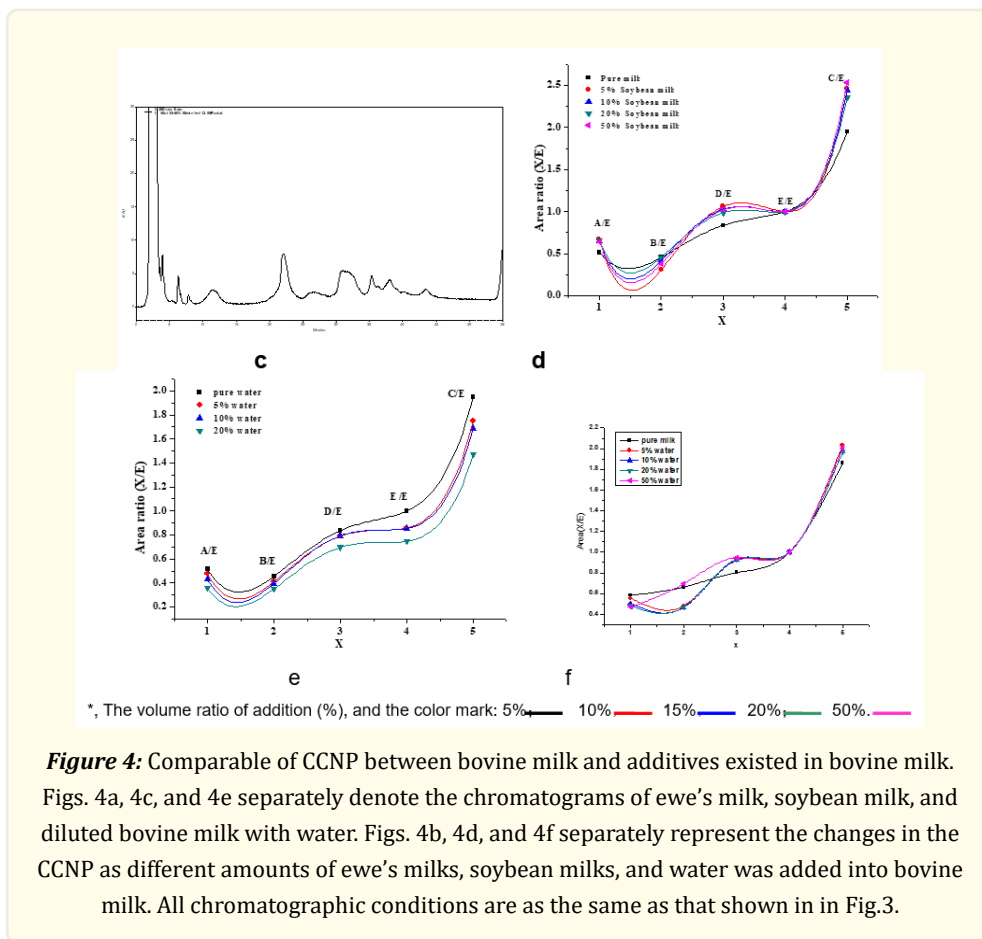 Pure milk
5% Soybean milk
10% Soybean milk
20% Soybean milk
50% Soybean milk
C/E
D/E
E/E
A/E
B/E
Area ratio (X/E)
2.5
2.0
1.5
1.0
0.5
0.0
1 2 3 4 5
X
Minutes
c d
pure water
5% water
10% water
20% water
C/E
E/E
D/E
B/E
A/E
Area ratio (X/E)
2.0
1.8
1.6
1.4
1.2
1.0
0.8
0.6
0.4
0.2
1 2 3 4 5
X
pure milk
5%water
10%water
20%water
50%water
Area(X/E)
2.2
2.0
1.8
1.6
1.4
1.2
1.0
0.8
0.6
0.4
1 2 3 4 5
x
e f
*, The volume ratio of addition (%), and the color mark: 5% 10% 15% 20% 50%.
Figure 4: Comparable of CCNP between bovine milk and additives existed in bovine milk.
Figs. 4a, 4c, and 4e separately denote the chromatograms of ewe’s milk, soybean milk, and
diluted bovine milk with water. Figs. 4b, 4d, and 4f separately represent the changes in the
CCNP as different amounts of ewe’s milks, soybean milks, and water was added into bovine
milk. All chromatographic conditions are as the same as that shown in in Fig.3.